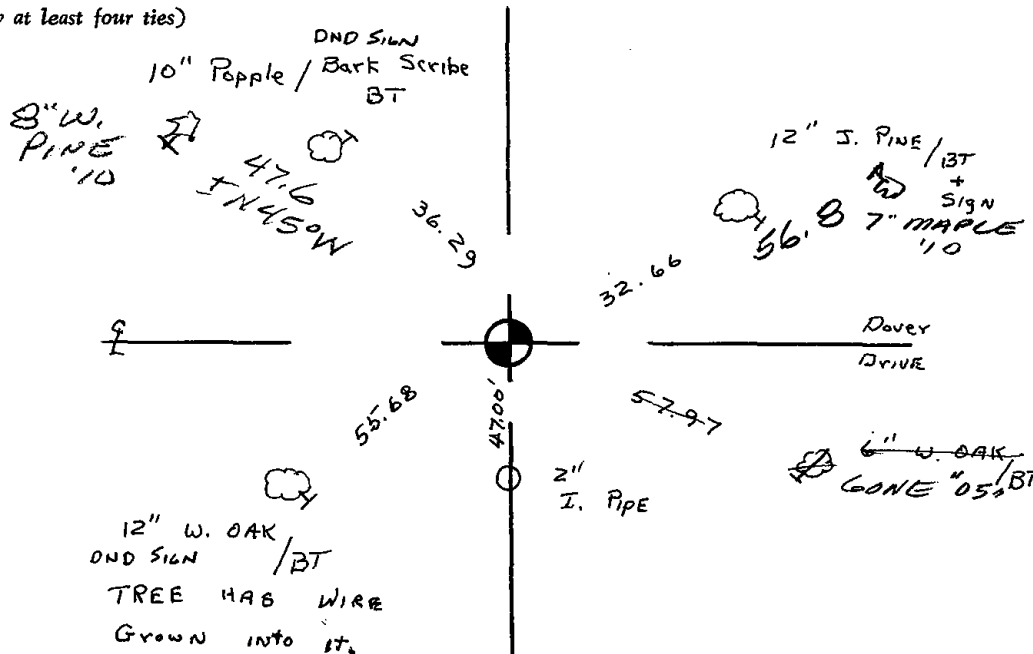 at least four ties)
DND SIGN
10" Popple / Bark Scribe
BT
8" W.
PINE
'10
47.6
± N45°W
36.29
12" J. PINE / BT
+
SIGN
56.8 7" MAPLE
'10
32.66
℄
Dover
DRIVE
55.68
47.00'
57.97
2"
I. PIPE
6" W. OAK / BT
GONE "05"
12" W. OAK / BT
DND SIGN
TREE HAS WIRE
Grown into it.